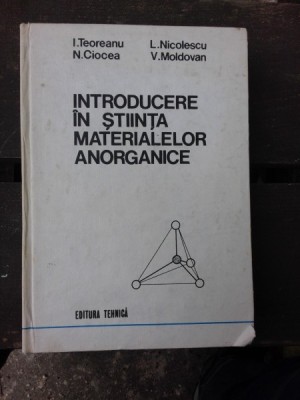 I.Teoreanu L.Nicolescu
N.Ciocea V.Moldovan
INTRODUCERE
ÎN ȘTIINȚA
MATERIALELOR
ANORGANICE
EDITURA TEHNICĂ